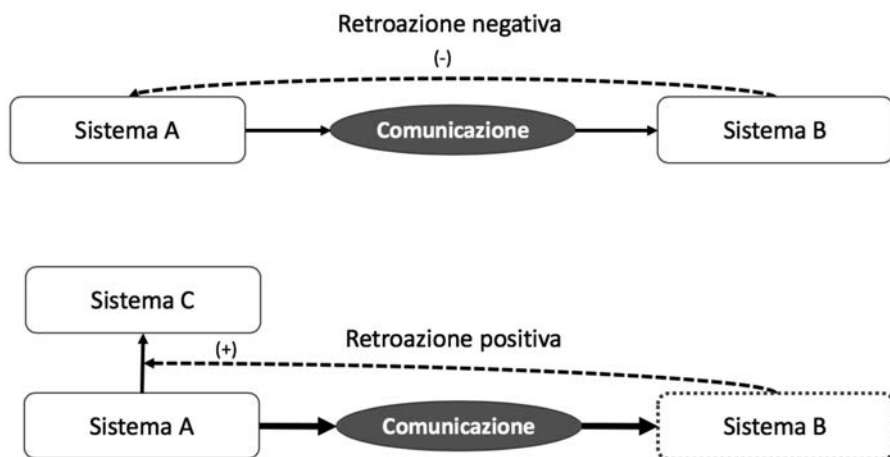 Retroazione negativa
(-)
Sistema A
Comunicazione
Sistema B
Sistema C
(+)
Retroazione positiva
Sistema A
Comunicazione
Sistema B